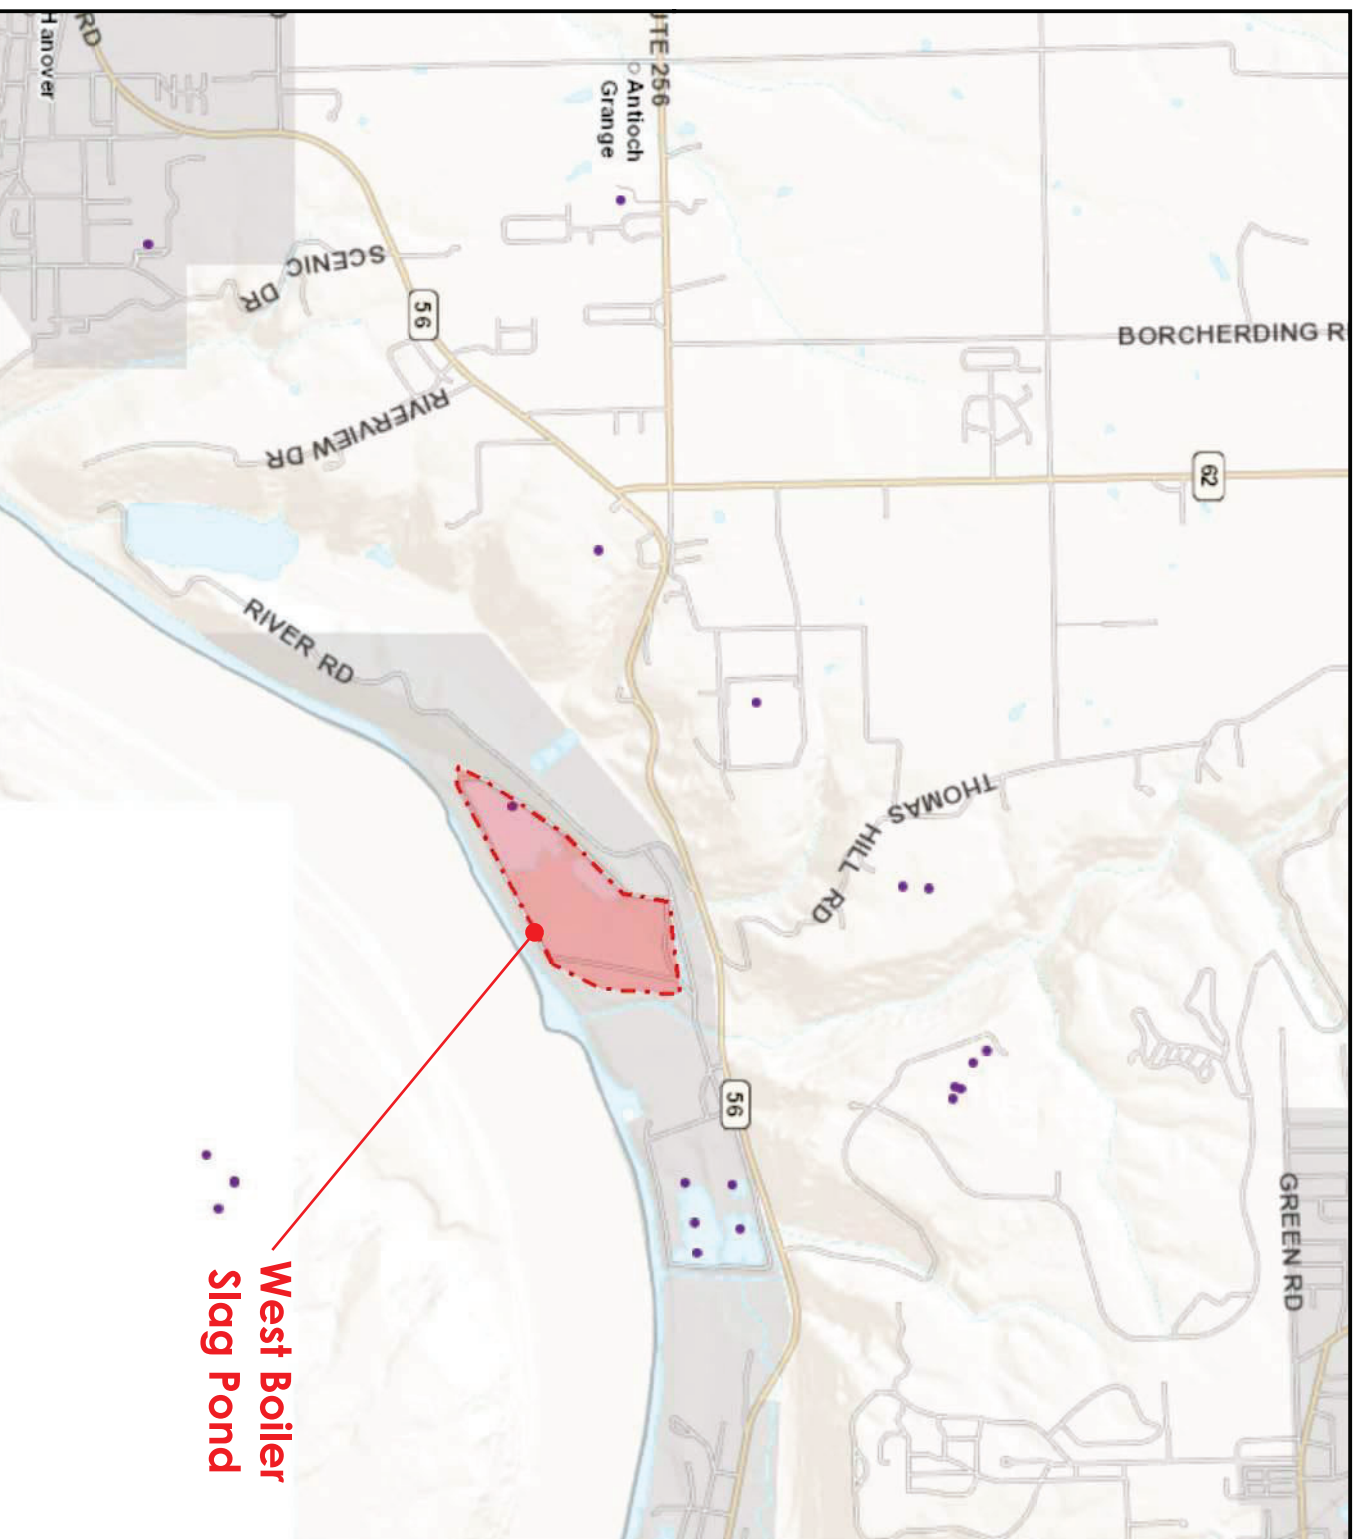 Hanover
RD
UTE 256
Antioch
Grange
SCENIC DR
56
RIVERVIEW DR
BORCHERDING R
62
RIVER RD
THOMAS HILL RD
56
GREEN RD
West Boiler
Slag Pond